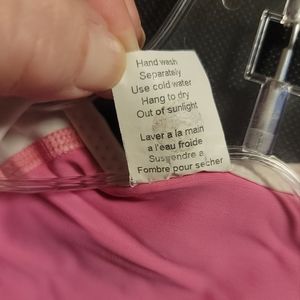 Hand wash
Separately
Use cold water
Hang to dry
Out of sunlight
Laver a la main
a l'eau froide
Suspendre a
Fombre pour secher